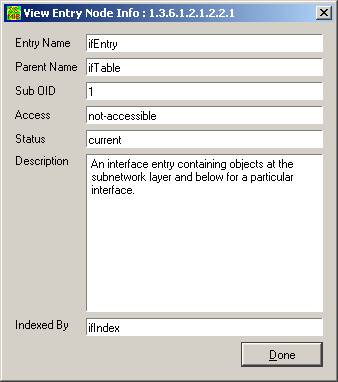 View Entry Node Info : 1.3.6.1.2.1.2.2.1
Entry Name ifEntry
Parent Name ifTable
Sub OID 1
Access not-accessible
Status current
Description An interface entry containing objects at the
subnetwork layer and below for a particular
interface.
Indexed By ifIndex
Done